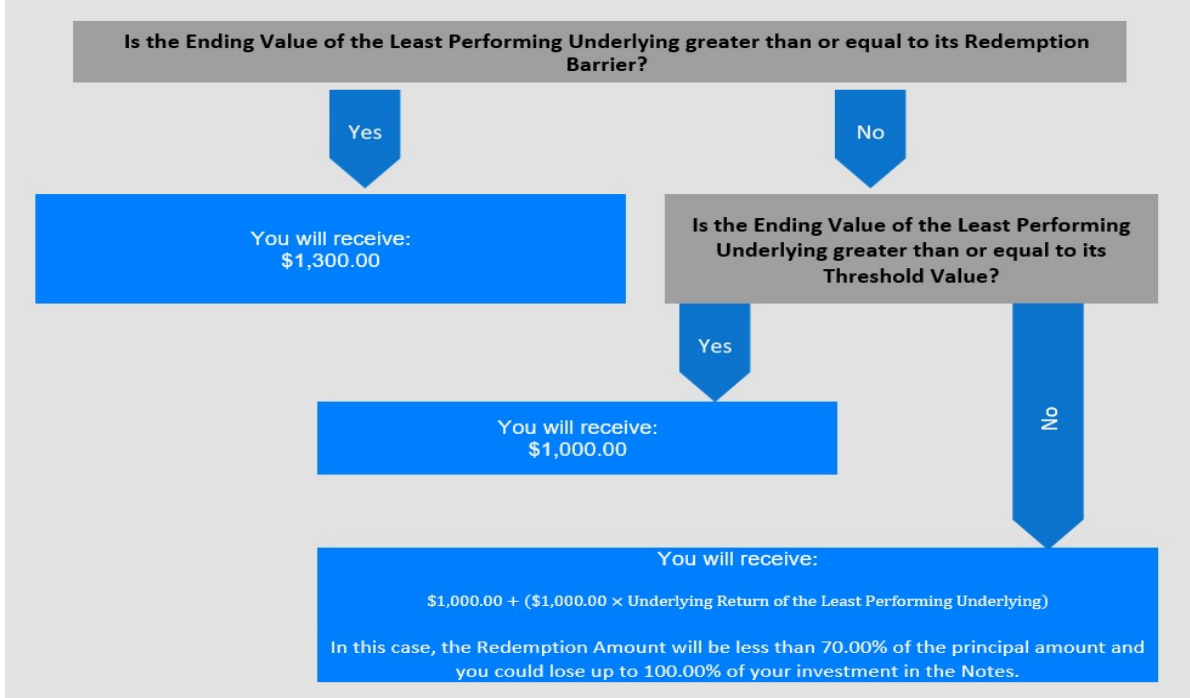 Is the Ending Value of the Least Performing Underlying greater than or equal to its Redemption
Barrier?
Yes
No
You will receive:
$1,300.00
Is the Ending Value of the Least Performing
Underlying greater than or equal to its
Threshold Value?
Yes
No
You will receive:
$1,000.00
You will receive:
$1,000.00 + ($1,000.00 × Underlying Return of the Least Performing Underlying)
In this case, the Redemption Amount will be less than 70.00% of the principal amount and
you could lose up to 100.00% of your investment in the Notes.